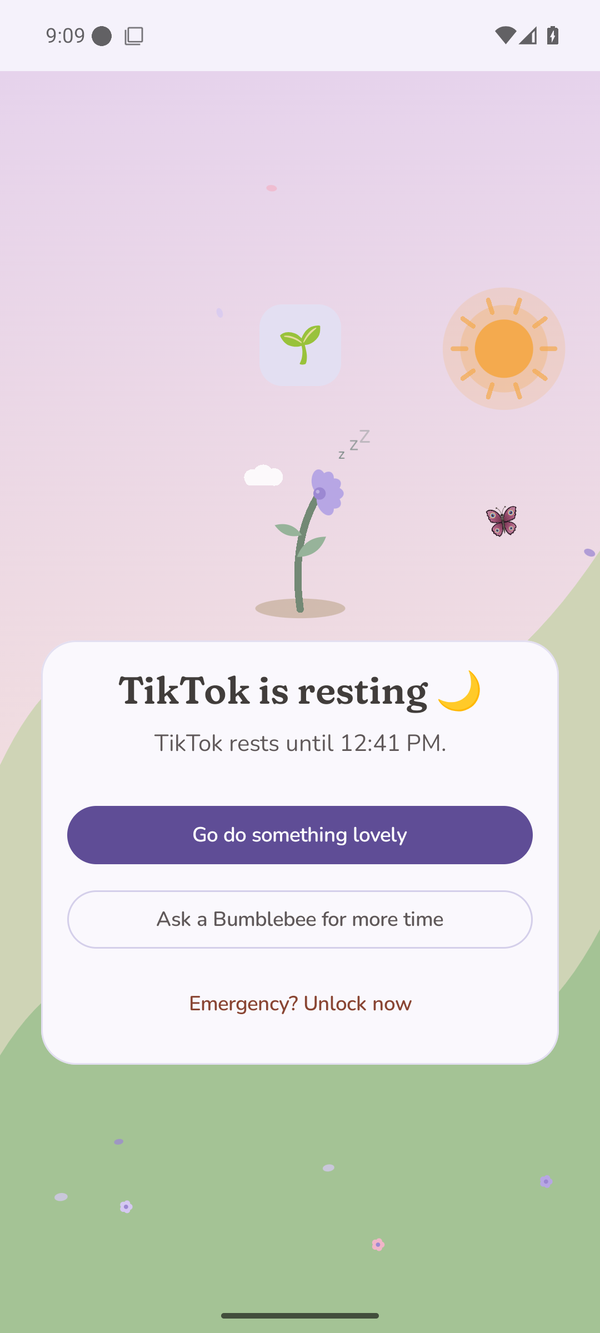 9:09
z z Z
TikTok is resting 🌙
TikTok rests until 12:41 PM.
Go do something lovely
Ask a Bumblebee for more time
Emergency? Unlock now